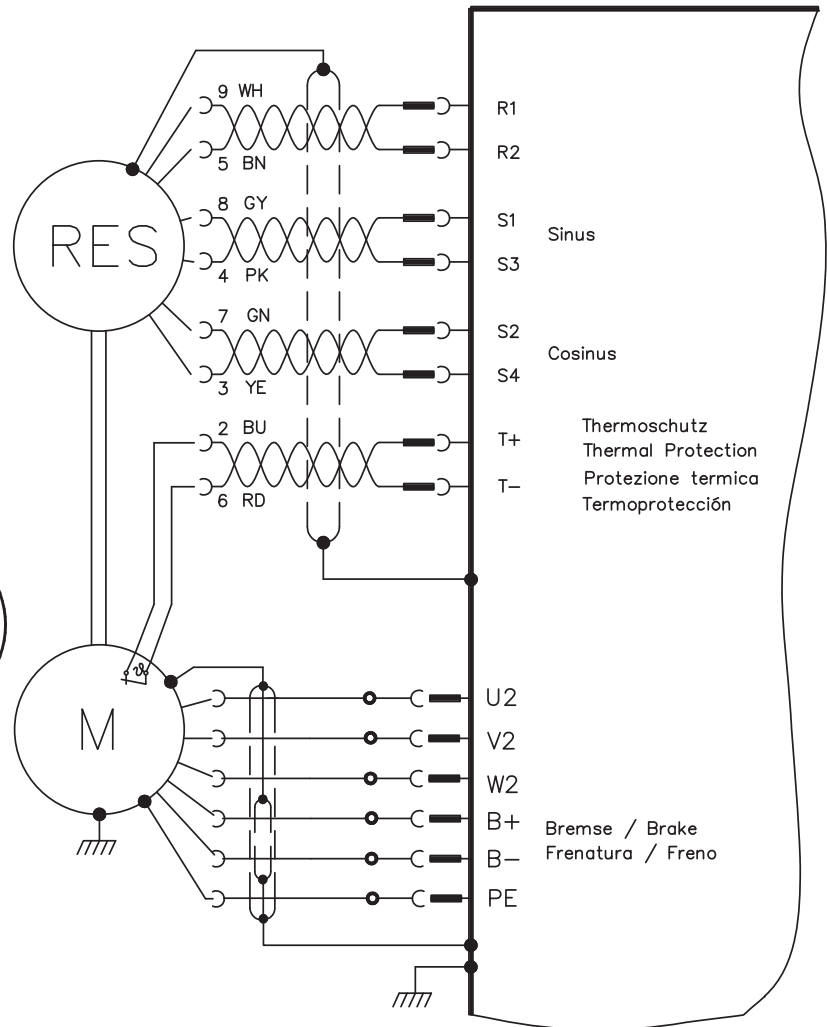 9 WH
R1
R2
5 BN
8 GY
S1
Sinus
RES
S3
4 PK
7 GN
S2
Cosinus
S4
3 YE
2 BU
T+
Thermoschutz
Thermal Protection
T–
Protezione termica
Termoprotección
6 RD
ϑ
M
U2
V2
W2
B+
Bremse / Brake
B–
Frenatura / Freno
PE